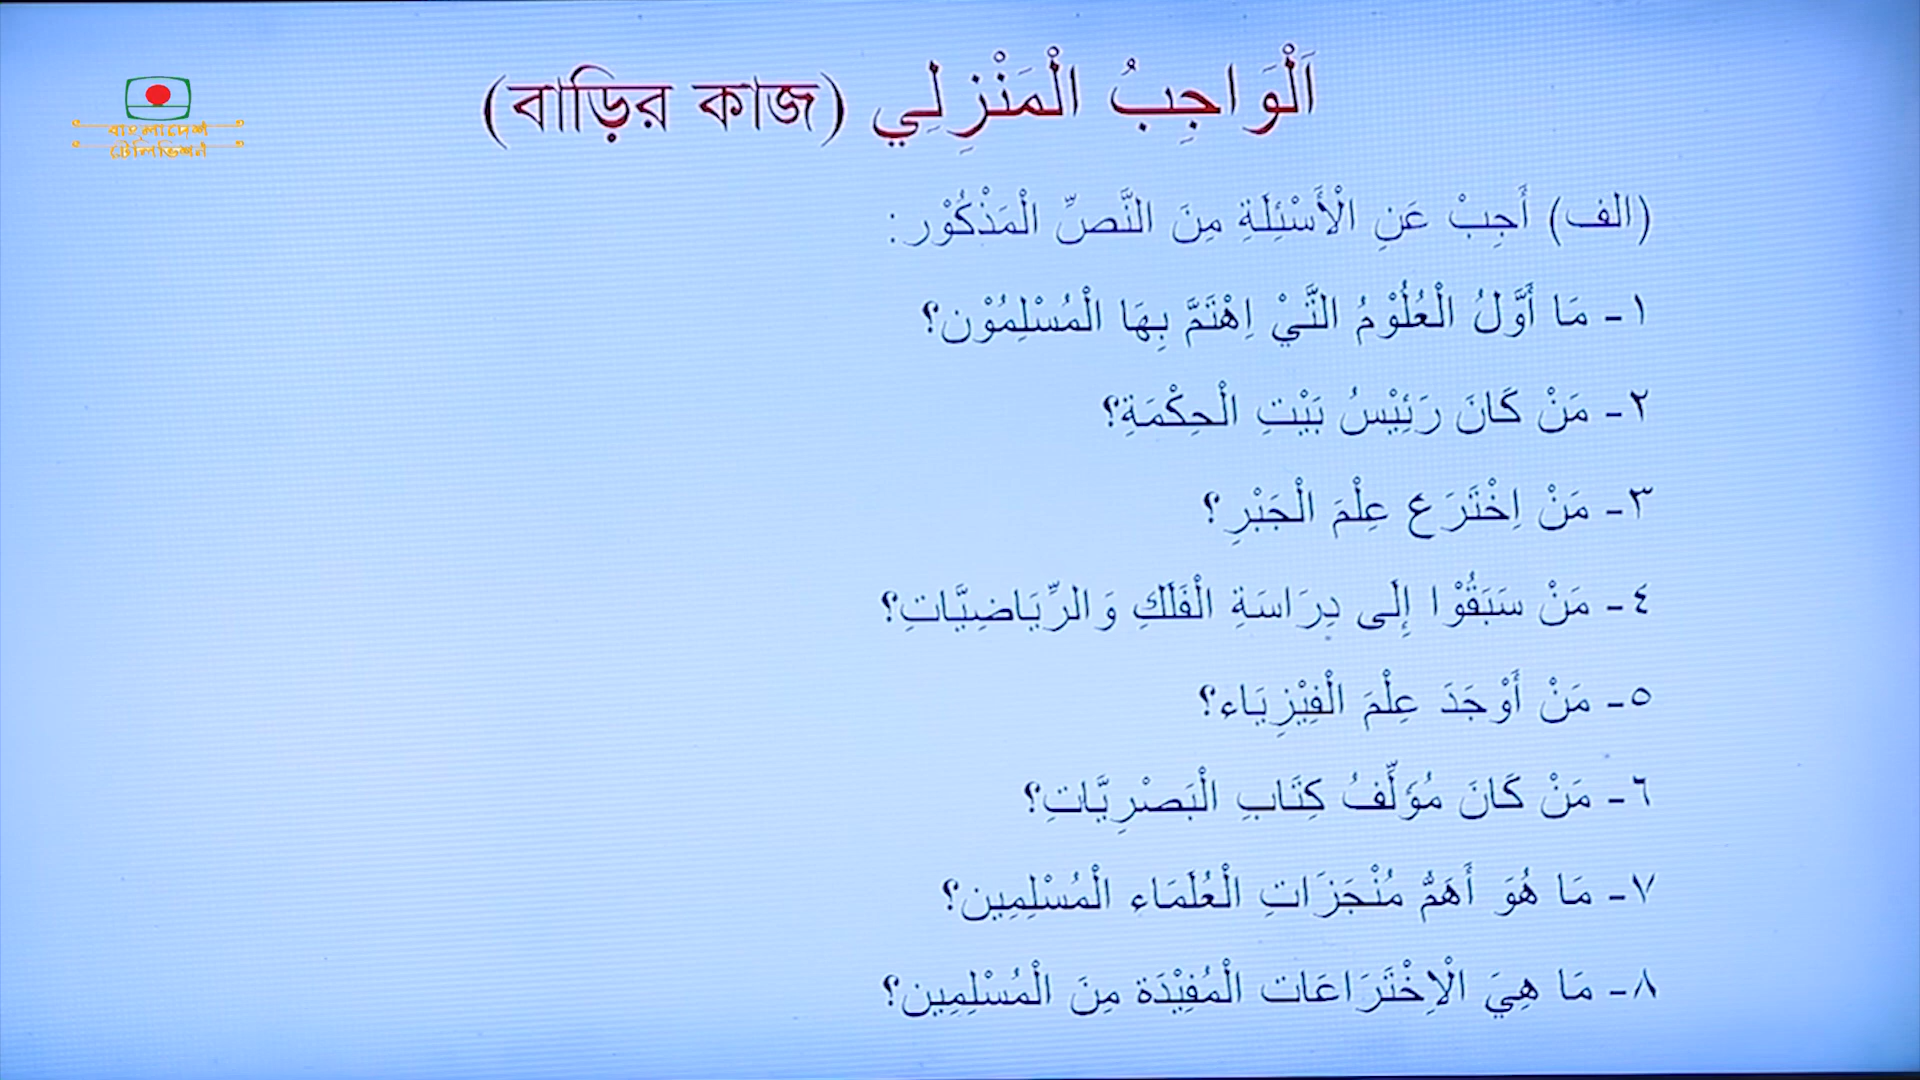 বাংলাদেশ
টেলিভিশন
اَلْوَاجِبُ الْمَنْزِلِي (বাড়ির কাজ)
(الف) أَجِبْ عَنِ الْأَسْئِلَةِ مِنَ النَّصِّ الْمَذْكُوْر:
١- مَا أَوَّلُ الْعُلُوْمُ الَّتَيْ اِهْتَمَّ بِهَا الْمُسْلِمُوْن؟
٢- مَنْ كَانَ رَئِيْسُ بَيْتِ الْحِكْمَةِ؟
٣- مَنْ اِخْتَرَع عِلْمَ الْجَبْرِ؟
٤- مَنْ سَبَقُوْا إِلَى دِرَاسَةِ الْفَلَكِ وَالرِّيَاضِيَّاتِ؟
٥- مَنْ أَوْجَدَ عِلْمَ الْفِيْزِيَاء؟
٦- مَنْ كَانَ مُؤَلِّفُ كِتَابِ الْبَصْرِيَّاتِ؟
٧- مَا هُوَ أَهَمُّ مُنْجَزَاتِ الْعُلَمَاء الْمُسْلِمِين؟
٨- مَا هِيَ الْاِخْتَرَاعَات الْمُفِيْدَة مِنَ الْمُسْلِمِين؟